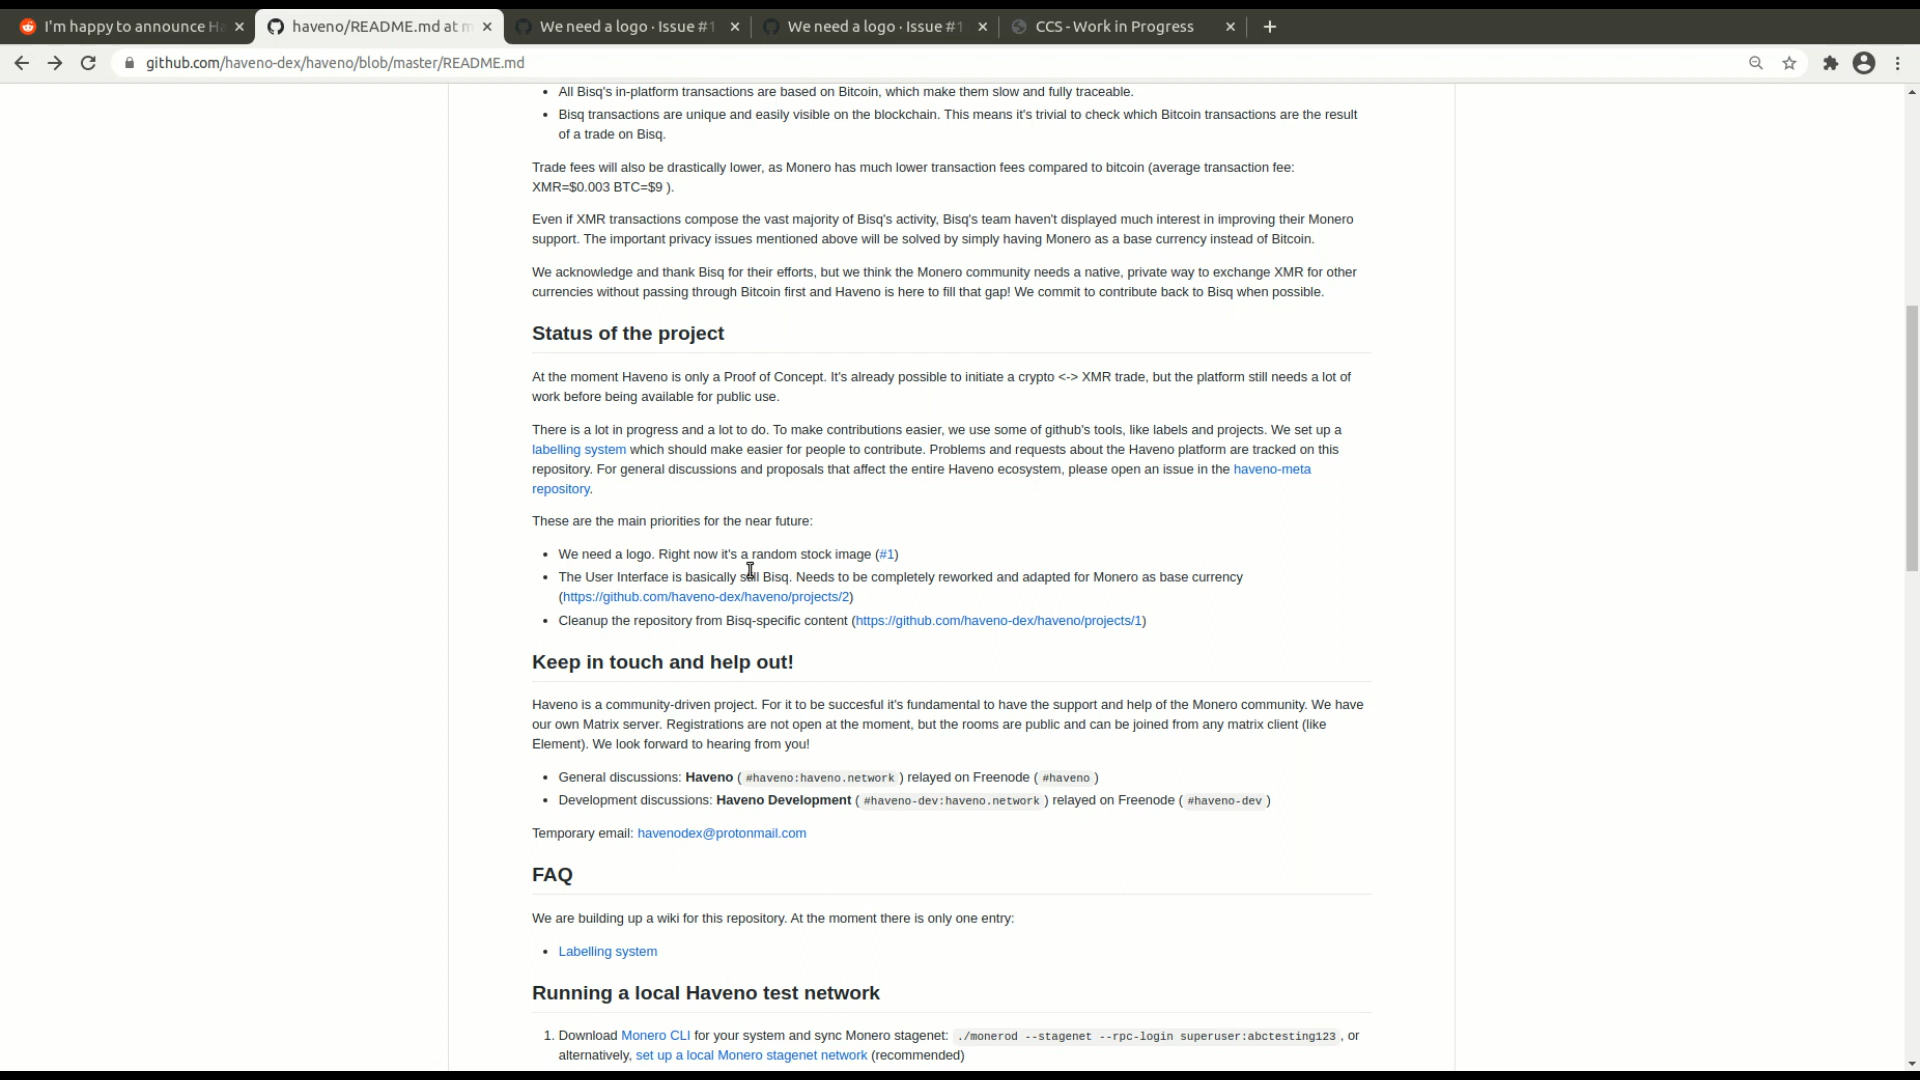 I'm happy to announce Ha
haveno/README.md at m
We need a logo · Issue #1
We need a logo · Issue #1
CCS - Work in Progress
github.com/haveno-dex/haveno/blob/master/README.md
• All Bisq's in-platform transactions are based on Bitcoin, which make them slow and fully traceable.
• Bisq transactions are unique and easily visible on the blockchain. This means it's trivial to check which Bitcoin transactions are the result
of a trade on Bisq.
Trade fees will also be drastically lower, as Monero has much lower transaction fees compared to bitcoin (average transaction fee:
XMR=$0.003 BTC=$9 ).
Even if XMR transactions compose the vast majority of Bisq's activity, Bisq's team haven't displayed much interest in improving their Monero
support. The important privacy issues mentioned above will be solved by simply having Monero as a base currency instead of Bitcoin.
We acknowledge and thank Bisq for their efforts, but we think the Monero community needs a native, private way to exchange XMR for other
currencies without passing through Bitcoin first and Haveno is here to fill that gap! We commit to contribute back to Bisq when possible.
Status of the project
At the moment Haveno is only a Proof of Concept. It's already possible to initiate a crypto <-> XMR trade, but the platform still needs a lot of
work before being available for public use.
There is a lot in progress and a lot to do. To make contributions easier, we use some of github's tools, like labels and projects. We set up a
labelling system which should make easier for people to contribute. Problems and requests about the Haveno platform are tracked on this
repository. For general discussions and proposals that affect the entire Haveno ecosystem, please open an issue in the haveno-meta
repository.
These are the main priorities for the near future:
• We need a logo. Right now it's a random stock image (#1)
• The User Interface is basically still Bisq. Needs to be completely reworked and adapted for Monero as base currency
(https://github.com/haveno-dex/haveno/projects/2)
• Cleanup the repository from Bisq-specific content (https://github.com/haveno-dex/haveno/projects/1)
Keep in touch and help out!
Haveno is a community-driven project. For it to be succesful it's fundamental to have the support and help of the Monero community. We have
our own Matrix server. Registrations are not open at the moment, but the rooms are public and can be joined from any matrix client (like
Element). We look forward to hearing from you!
• General discussions: Haveno ( #haveno:haveno.network ) relayed on Freenode ( #haveno )
• Development discussions: Haveno Development ( #haveno-dev:haveno.network ) relayed on Freenode ( #haveno-dev )
Temporary email: havenodex@protonmail.com
FAQ
We are building up a wiki for this repository. At the moment there is only one entry:
• Labelling system
Running a local Haveno test network
1. Download Monero CLI for your system and sync Monero stagenet: ./monerod --stagenet --rpc-login superuser:abctesting123 , or
alternatively, set up a local Monero stagenet network (recommended)